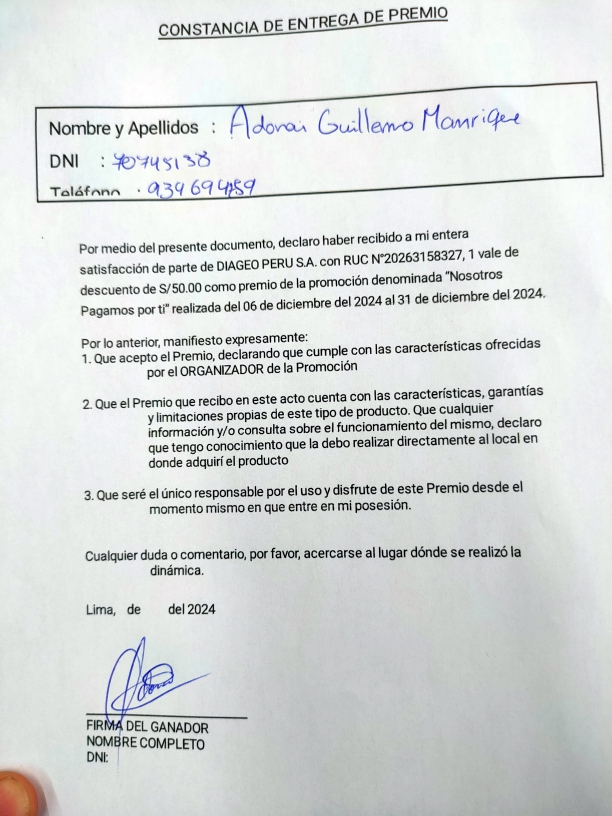 CONSTANCIA DE ENTREGA DE PREMIO
Nombre y Apellidos : Adonai Guillermo Manrique
DNI : 70745138
Teléfono : 939694759
Por medio del presente documento, declaro haber recibido a mi entera
satisfacción de parte de DIAGEO PERU S.A. con RUC N°20263158327, 1 vale de
descuento de S/50.00 como premio de la promoción denominada "Nosotros
Pagamos por ti" realizada del 06 de diciembre del 2024 al 31 de diciembre del 2024.
Por lo anterior, manifiesto expresamente:
1. Que acepto el Premio, declarando que cumple con las características ofrecidas
por el ORGANIZADOR de la Promoción
2. Que el Premio que recibo en este acto cuenta con las características, garantías
y limitaciones propias de este tipo de producto. Que cualquier
información y/o consulta sobre el funcionamiento del mismo, declaro
que tengo conocimiento que la debo realizar directamente al local en
donde adquirí el producto
3. Que seré el único responsable por el uso y disfrute de este Premio desde el
momento mismo en que entre en mi posesión.
Cualquier duda o comentario, por favor, acercarse al lugar dónde se realizó la
dinámica.
Lima, de del 2024
FIRMA DEL GANADOR
NOMBRE COMPLETO
DNI: